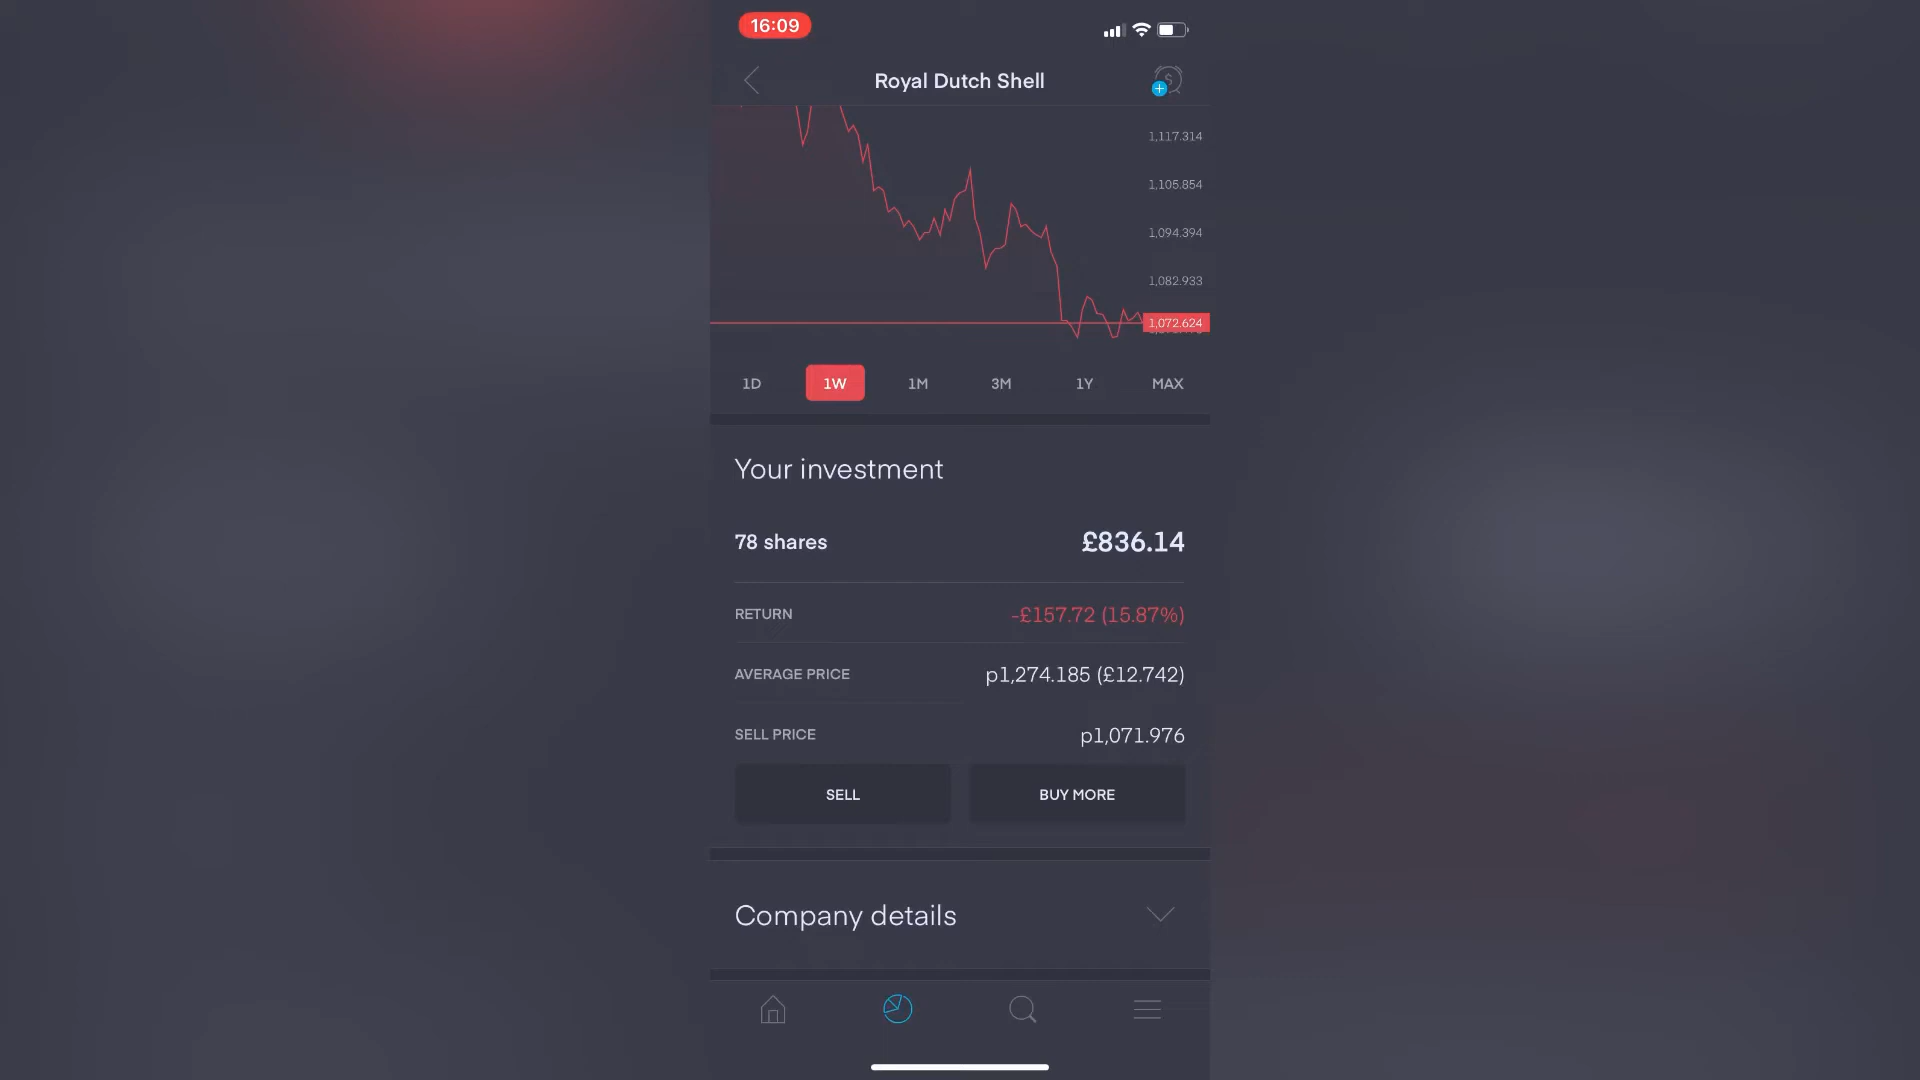 16:09
Royal Dutch Shell
1,117.314
1,105.854
1,094.394
1,082.933
1,072.624
1D 1W 1M 3M 1Y MAX
Your investment
78 shares £836.14
RETURN -£157.72 (15.87%)
AVERAGE PRICE p1,274.185 (£12.742)
SELL PRICE p1,071.976
SELL BUY MORE
Company details